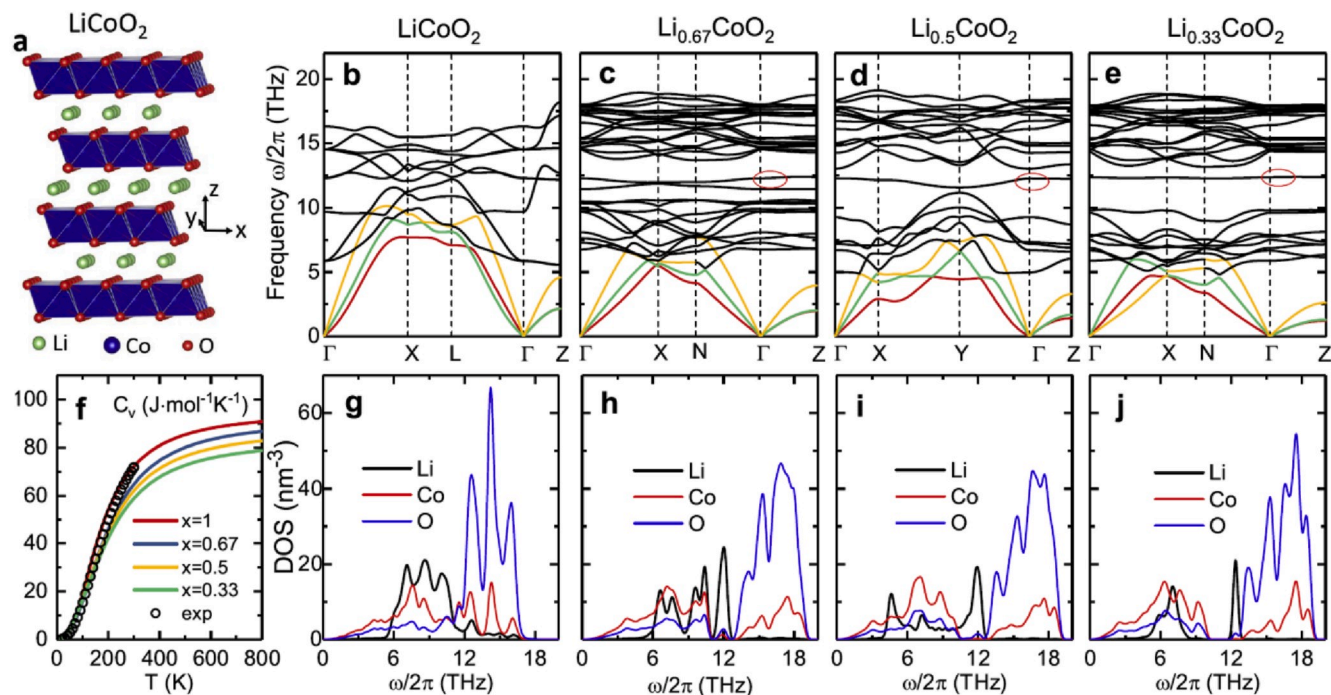 LiCoO2 Li0.67CoO2 Li0.5CoO2 Li0.33CoO2
a LiCoO2
z
y
x
Li Co O
b c d e
Frequency ω/2π (THz)
20
15
10
5
0
Γ X L Γ Z
Γ X N Γ Z
Γ X Y Γ Z
Γ X N Γ Z
f Cv (J·mol-1K-1)
100
80
60
40
20
0
x=1
x=0.67
x=0.5
x=0.33
exp
0 200 400 600 800
T (K)
g h i j
DOS (nm-3)
60
40
20
0
Li
Co
O
Li
Co
O
Li
Co
O
Li
Co
O
6 12 18
6 12 18
6 12 18
6 12 18
ω/2π (THz)
ω/2π (THz)
ω/2π (THz)
ω/2π (THz)